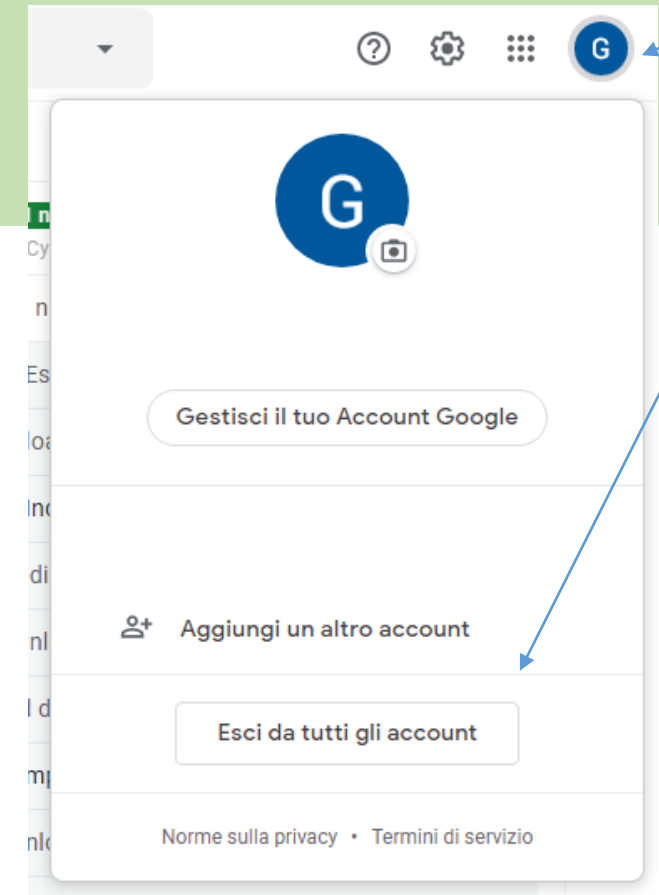 G
G
Gestisci il tuo Account Google
Aggiungi un altro account
Esci da tutti gli account
Norme sulla privacy • Termini di servizio